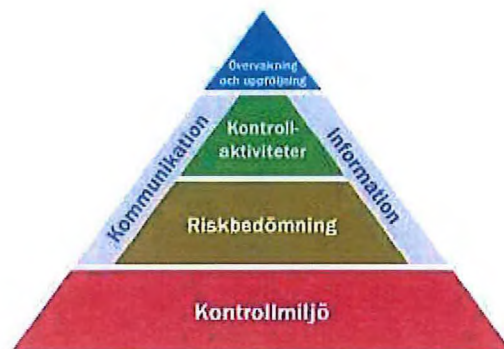 Övervakning
och uppföljning
Kommunikation
Kontroll-
aktiviteter
Information
Riskbedömning
Kontrollmiljö